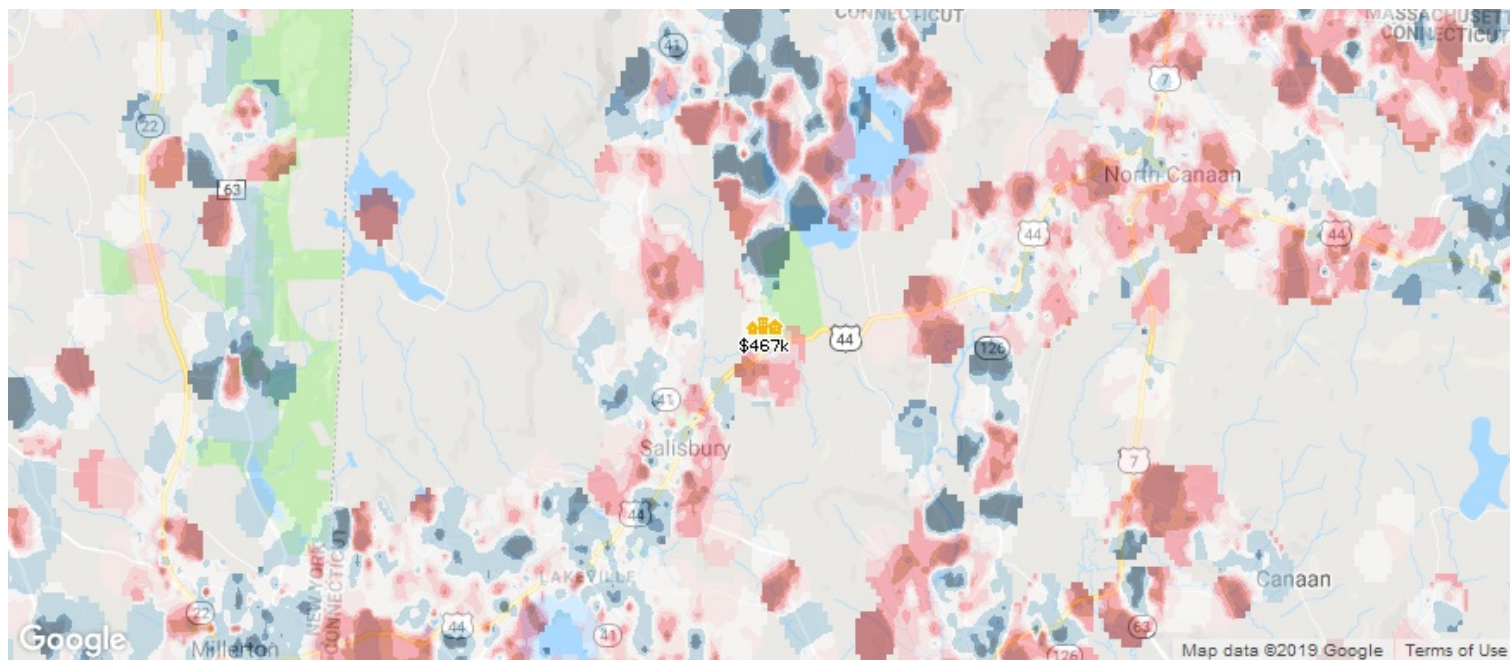 CONNECTICUT
MASSACHUSET
CONNECTICUT
41
7
22
63
North Canaan
44
44
$467k
44
126
41
Salisbury
7
44
NEW YORK
CONNECTICUT
LAKEVILLE
Canaan
22
44
41
63
126
Millerton
Google
Map data ©2019 Google
Terms of Use